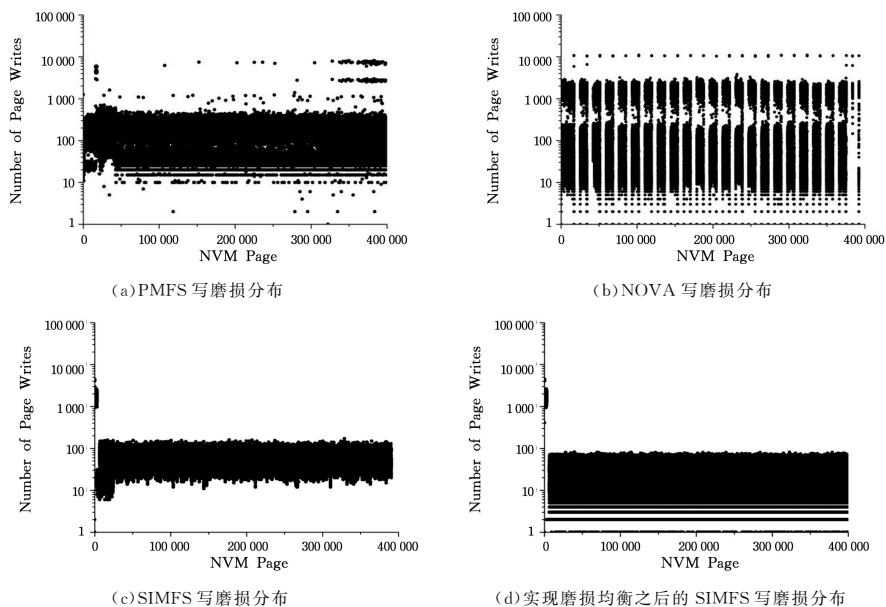 100 000
10 000
1 000
100
10
1
Number of Page Writes
0 100 000 200 000 300 000 400 000
NVM Page
(a)PMFS 写磨损分布
100 000
10 000
1 000
100
10
1
Number of Page Writes
0 100 000 200 000 300 000 400 000
NVM Page
(b)NOVA 写磨损分布
100 000
10 000
1 000
100
10
1
Number of Page Writes
0 100 000 200 000 300 000 400 000
NVM Page
(c)SIMFS 写磨损分布
100 000
10 000
1 000
100
10
1
Number of Page Writes
0 100 000 200 000 300 000 400 000
NVM Page
(d)实现磨损均衡之后的 SIMFS 写磨损分布